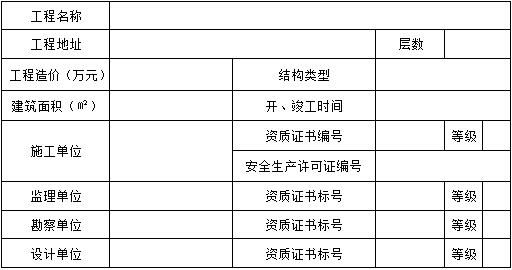 工程名称
工程地址 层数
工程造价（万元） 结构类型
建筑面积（㎡） 开、竣工时间
施工单位 资质证书编号 等级
安全生产许可证编号
监理单位 资质证书标号 等级
勘察单位 资质证书标号 等级
设计单位 资质证书标号 等级